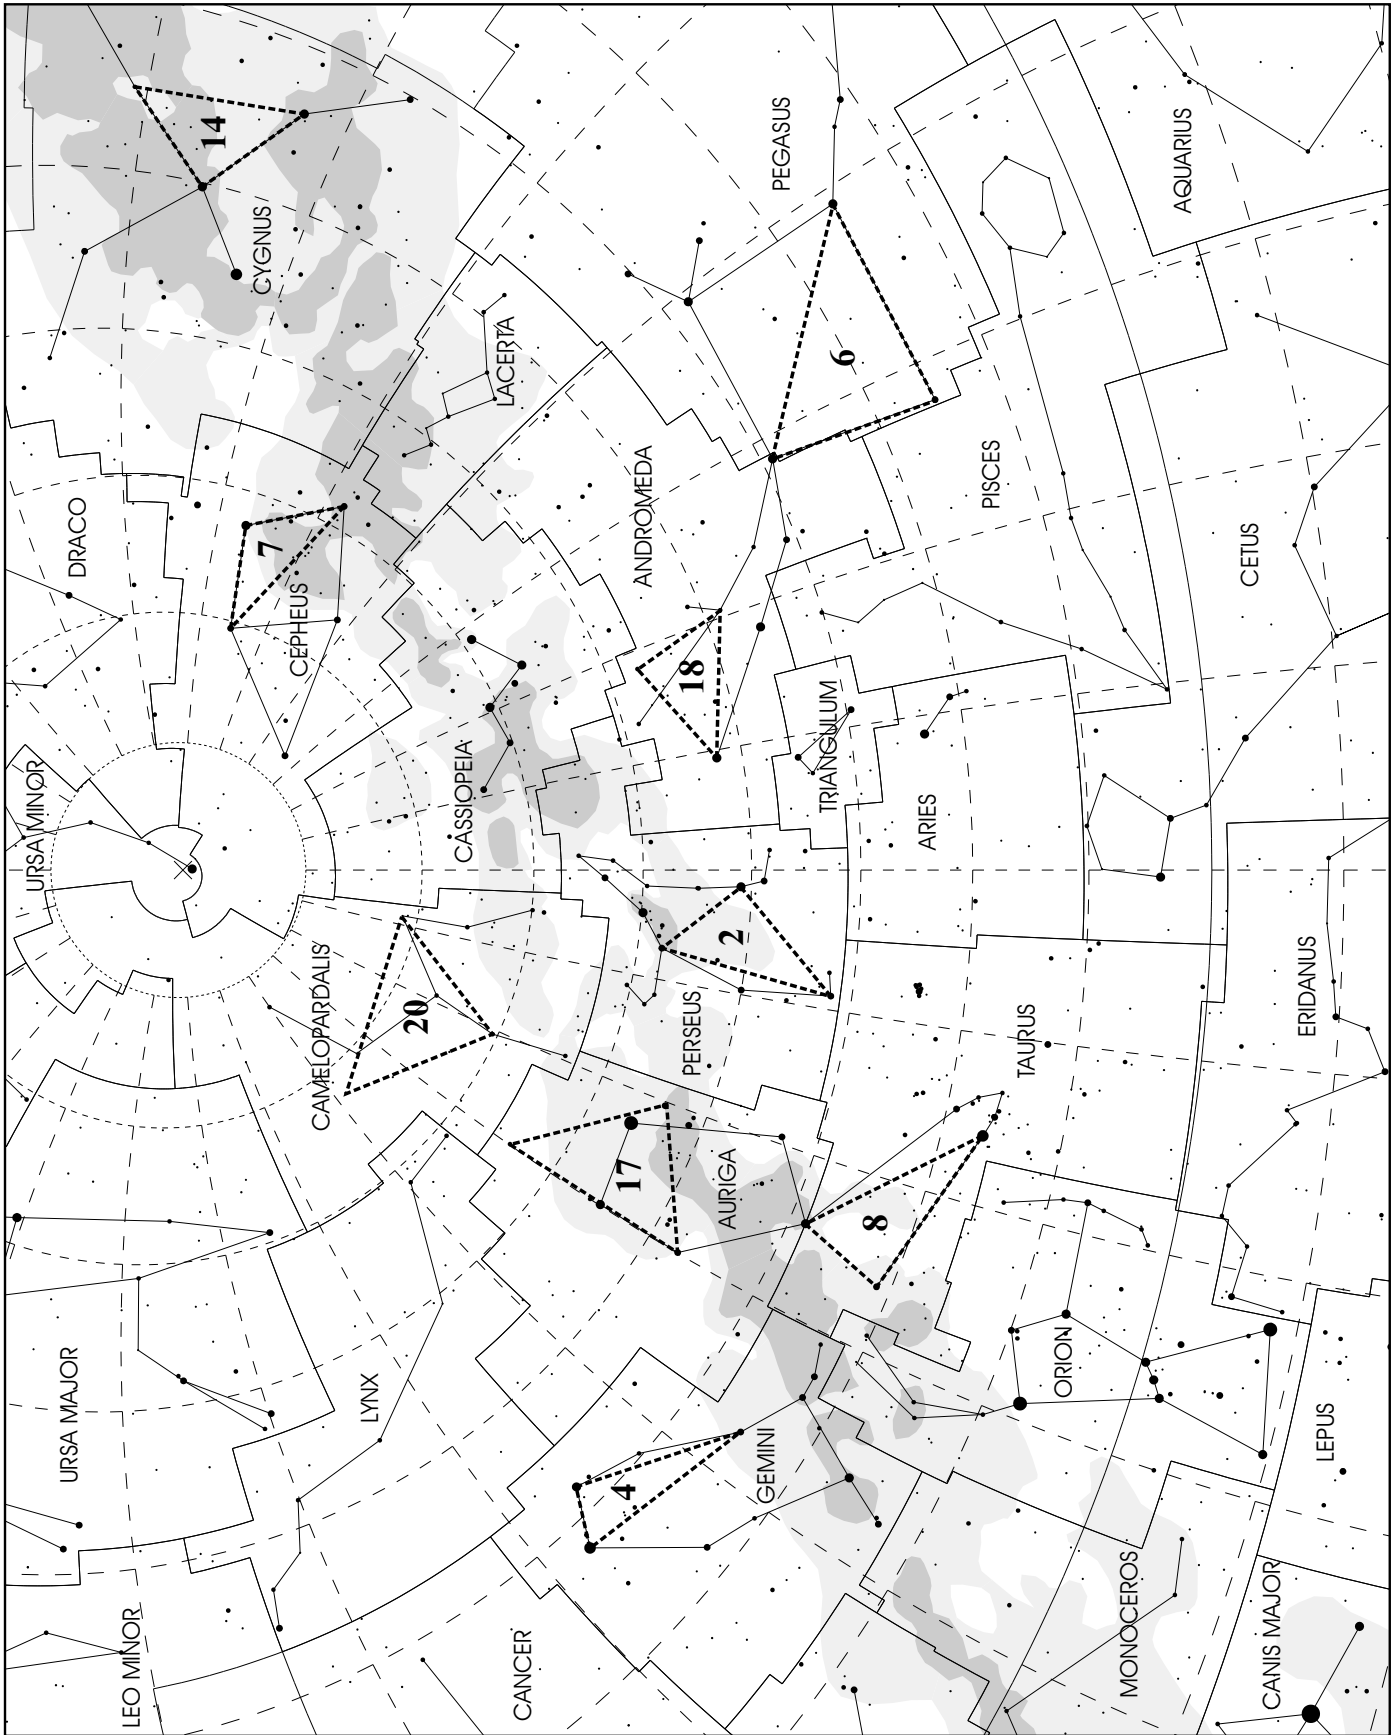 URSA MINOR
DRACO
CYGNUS
14
CEPHEUS
7
LACERTA
CASSIOPEIA
CAMELOPARDALIS
20
URSA MAJOR
LEO MINOR
LYNX
CANCER
ANDROMEDA
18
PEGASUS
6
PISCES
AQUARIUS
CETUS
TRIANGULUM
ARIES
PERSEUS
2
AURIGA
17
TAURUS
8
ERIDANUS
GEMINI
4
ORION
LEPUS
MONOCEROS
CANIS MAJOR